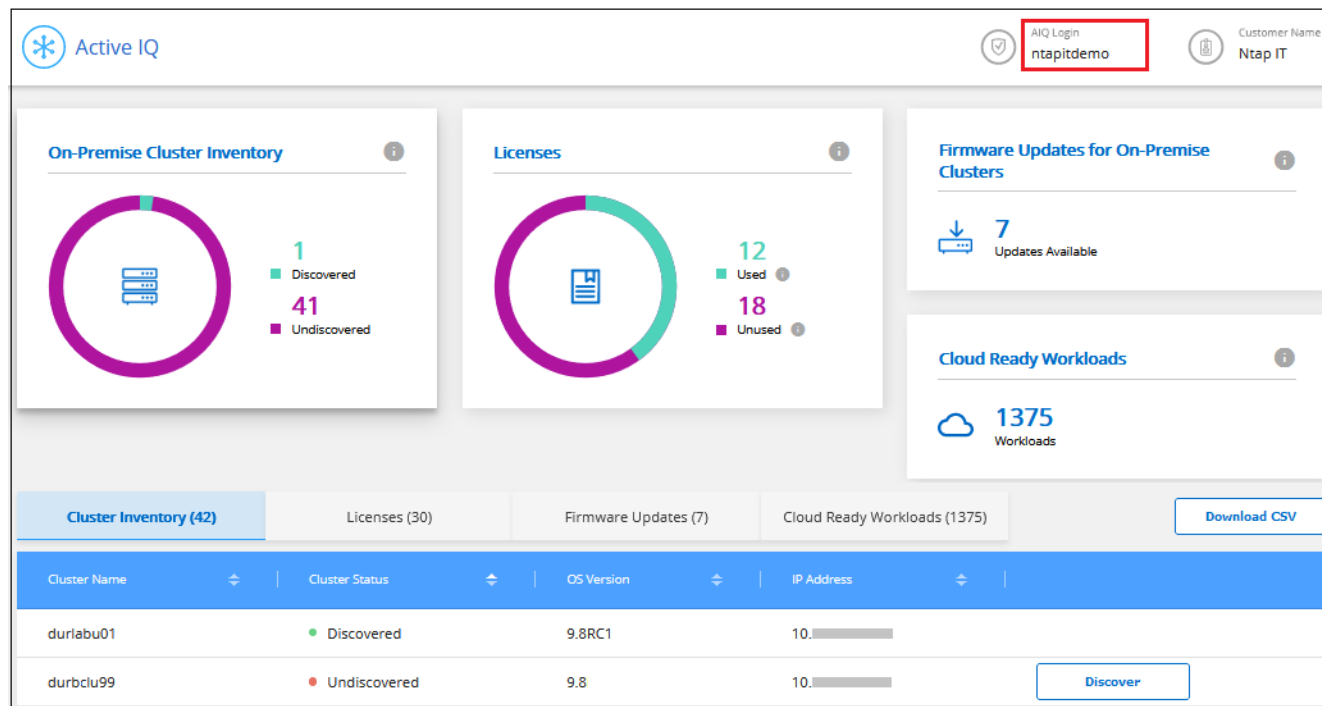 Active IQ
AIQ Login
ntapitdemo
Customer Name
Ntap IT
On-Premise Cluster Inventory
1
Discovered
41
Undiscovered
Licenses
12
Used
18
Unused
Firmware Updates for On-Premise
Clusters
7
Updates Available
Cloud Ready Workloads
1375
Workloads
Cluster Inventory (42)
Licenses (30)
Firmware Updates (7)
Cloud Ready Workloads (1375)
Download CSV
Cluster Name
Cluster Status
OS Version
IP Address
durlabu01
Discovered
9.8RC1
10.
durbclu99
Undiscovered
9.8
10.
Discover